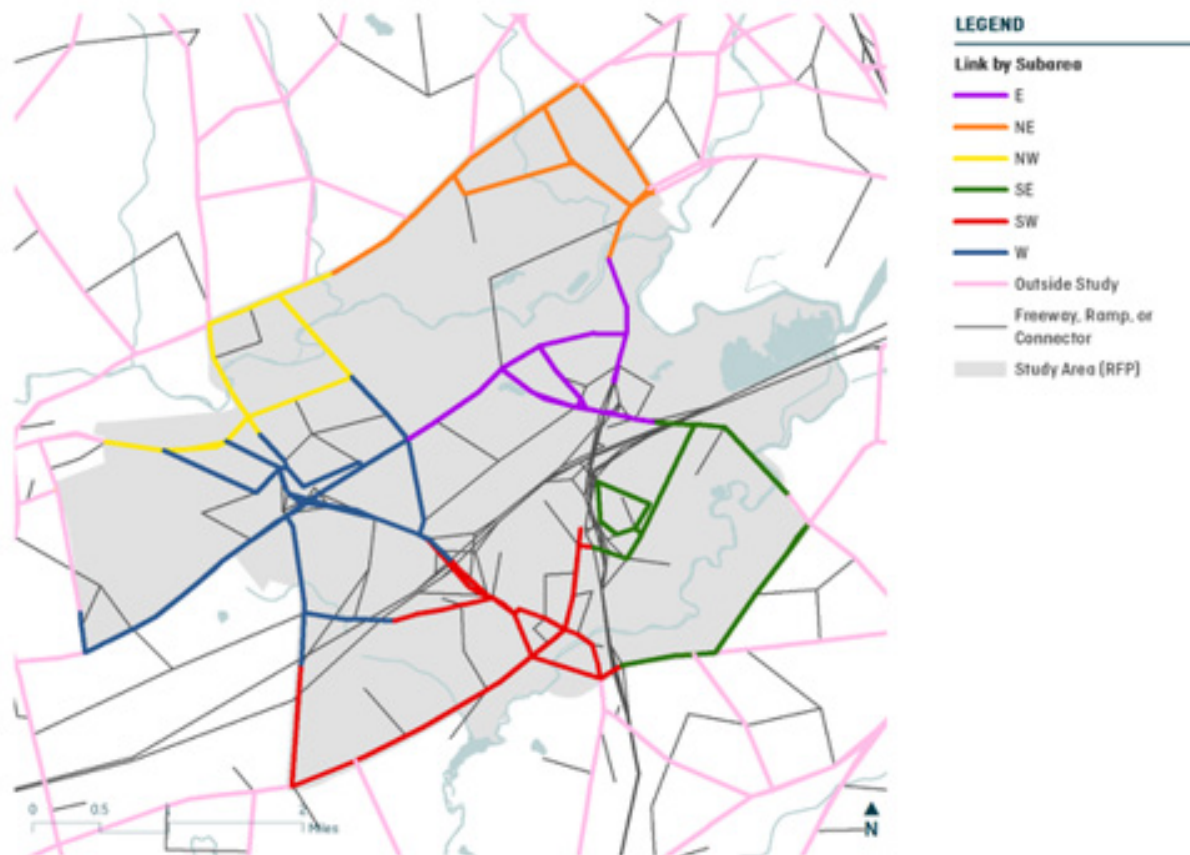 LEGEND
Link by Subarea
E
NE
NW
SE
SW
W
Outside Study
Freeway, Ramp, or
Connector
Study Area (RFP)
0 0.5 2
Miles
N